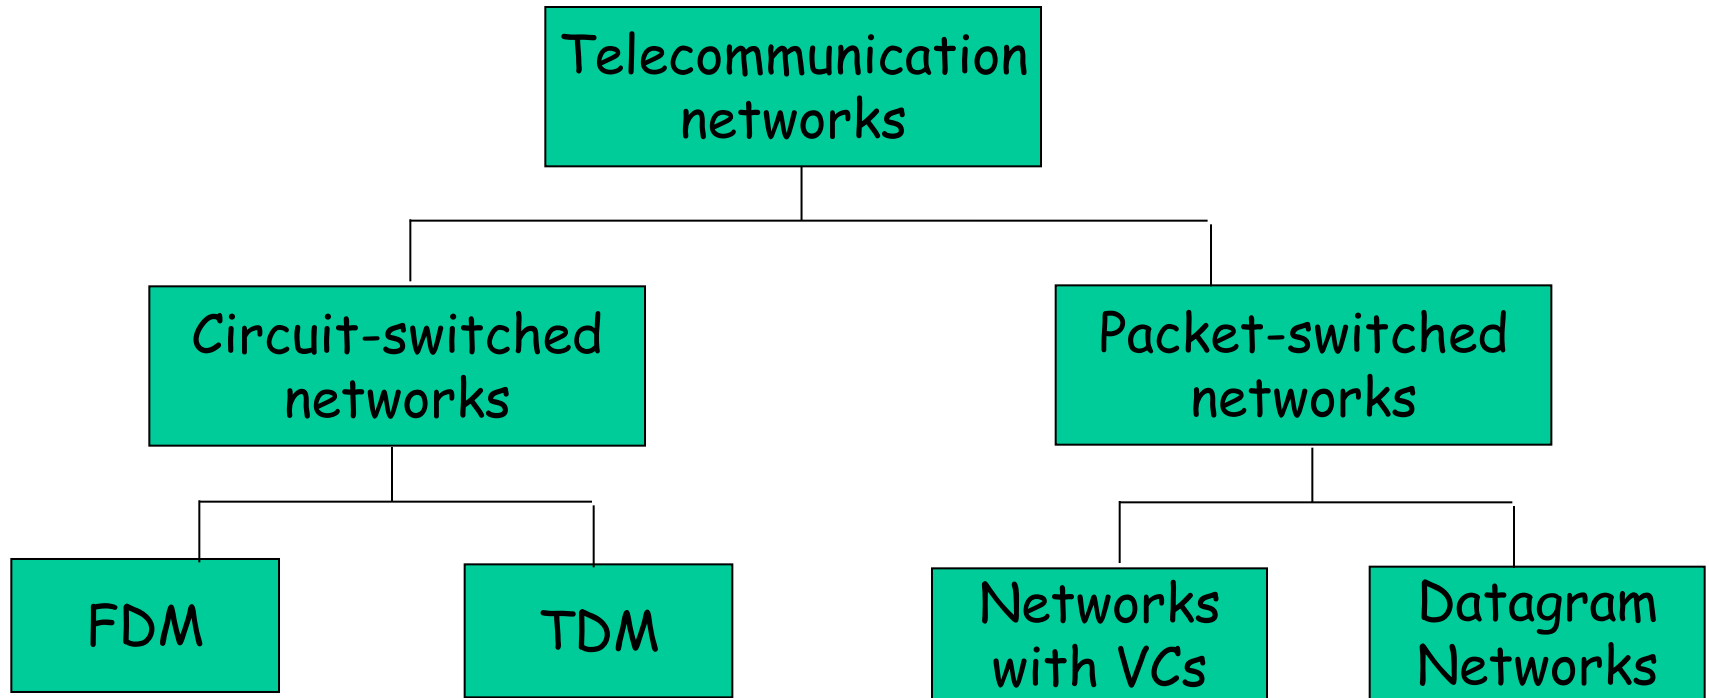 Telecommunication
networks
Circuit-switched
networks
Packet-switched
networks
FDM
TDM
Networks
with VCs
Datagram
Networks